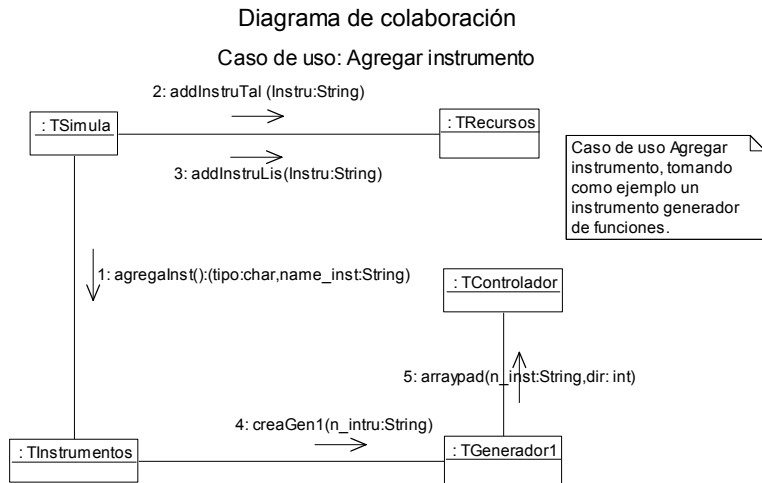 Diagrama de colaboración
Caso de uso: Agregar instrumento
2: addInstruTal (Instru:String)
: TSimula
: TRecursos
3: addInstruLis(Instru:String)
Caso de uso Agregar
instrumento, tomando
como ejemplo un
instrumento generador
de funciones.
1: agregaInst():(tipo:char,name_inst:String)
: TControlador
5: arraypad(n_inst:String,dir: int)
4: creaGen1(n_intru:String)
: TInstrumentos
: TGenerador1